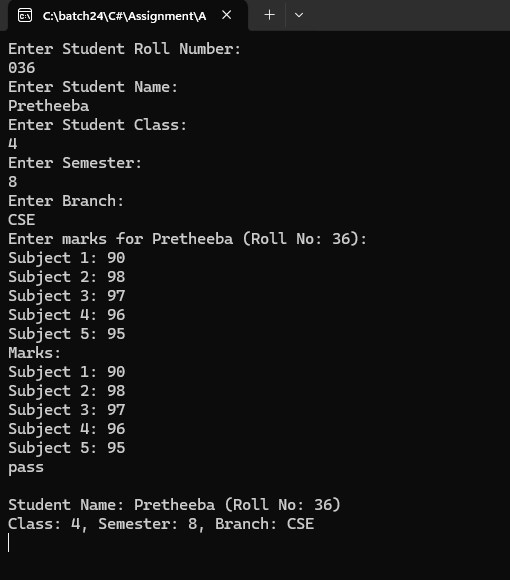 C:\batch24\C#\Assignment\A
Enter Student Roll Number:
036
Enter Student Name:
Pretheeba
Enter Student Class:
4
Enter Semester:
8
Enter Branch:
CSE
Enter marks for Pretheeba (Roll No: 36):
Subject 1: 90
Subject 2: 98
Subject 3: 97
Subject 4: 96
Subject 5: 95
Marks:
Subject 1: 90
Subject 2: 98
Subject 3: 97
Subject 4: 96
Subject 5: 95
pass
Student Name: Pretheeba (Roll No: 36)
Class: 4, Semester: 8, Branch: CSE